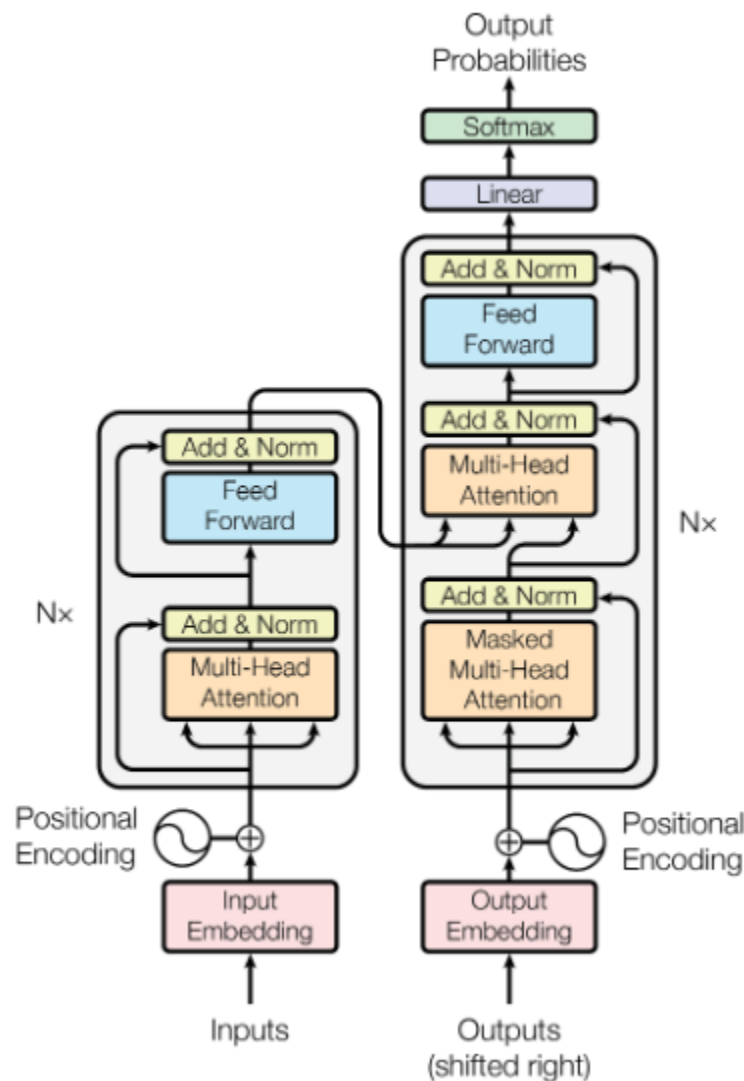 Output
Probabilities
Softmax
Linear
Add & Norm
Feed
Forward
Add & Norm
Multi-Head
Attention
Nx
Add & Norm
Masked
Multi-Head
Attention
Add & Norm
Feed
Forward
Nx
Add & Norm
Multi-Head
Attention
Positional
Encoding
Positional
Encoding
Input
Embedding
Output
Embedding
Inputs
Outputs
(shifted right)